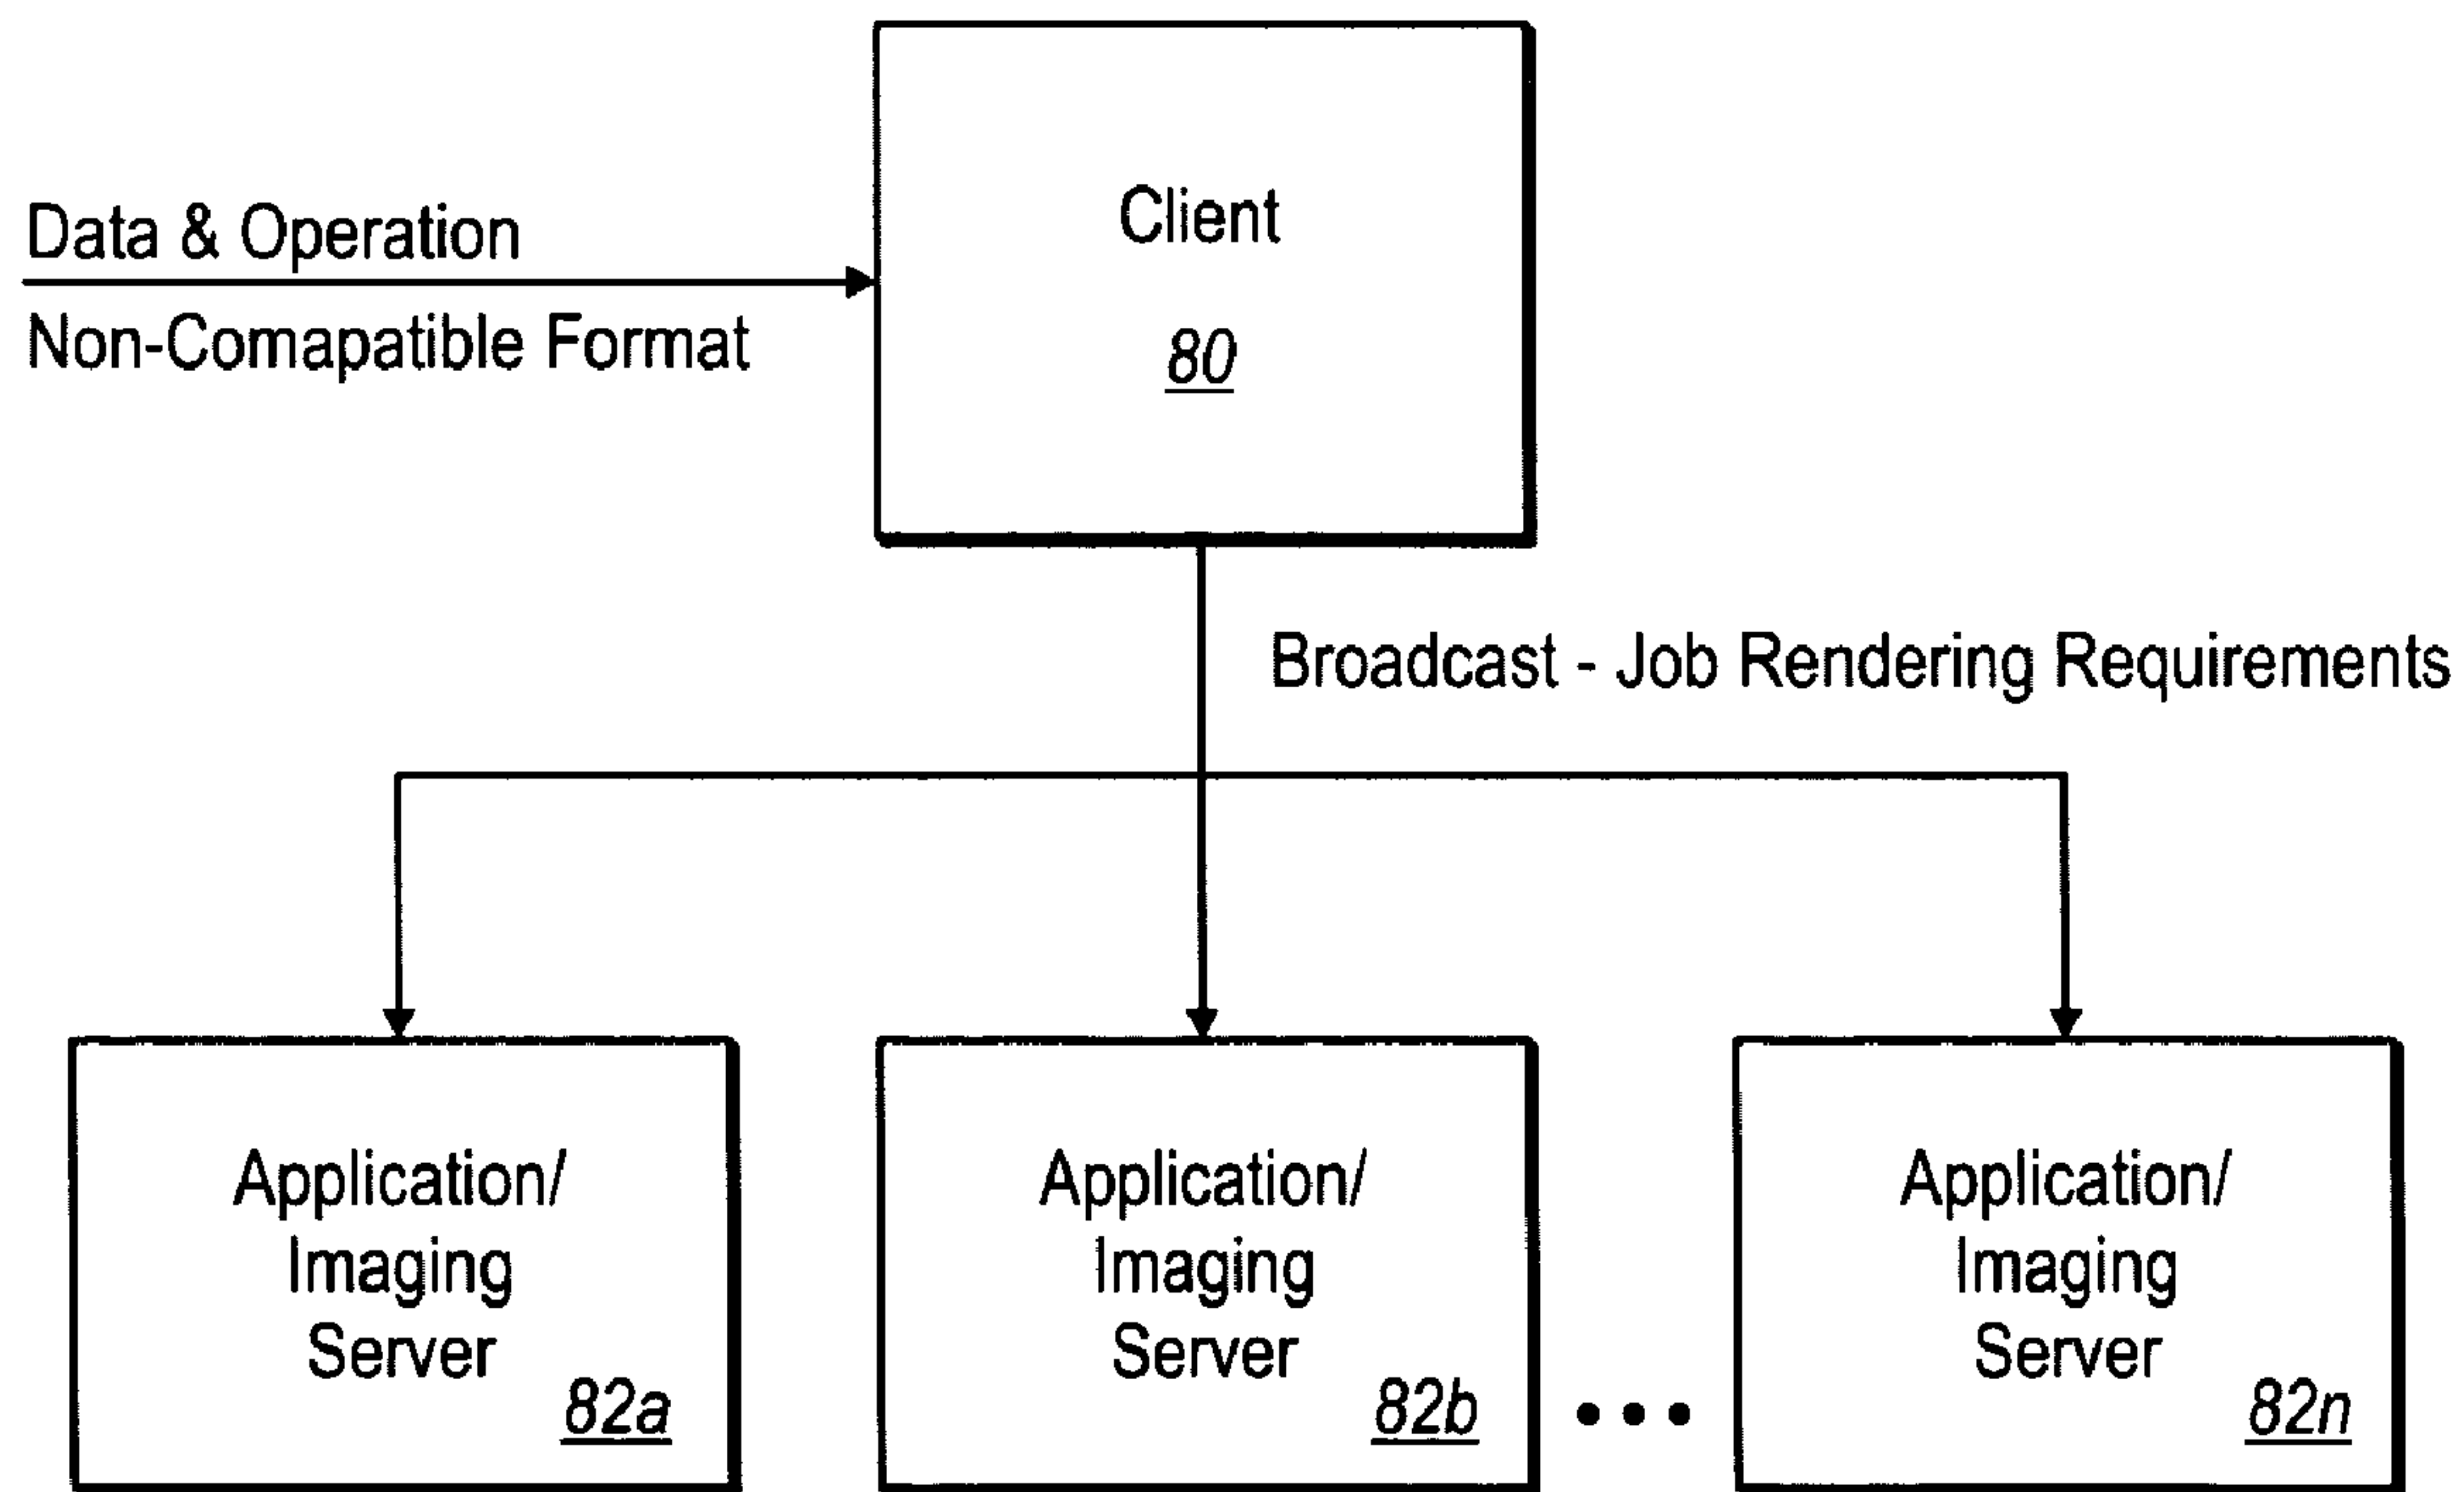 Data & Operation
Non-Comapatible Format
Client
80
Broadcast - Job Rendering Requirements
Application/
Imaging
Server
82a
Application/
Imaging
Server
82b
Application/
Imaging
Server
82n